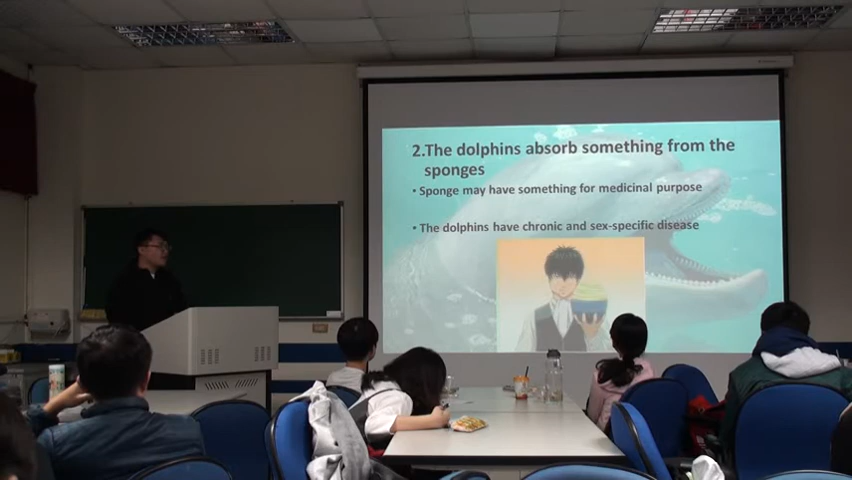 2.The dolphins absorb something from the
sponges
• Sponge may have something for medicinal purpose
• The dolphins have chronic and sex-specific disease